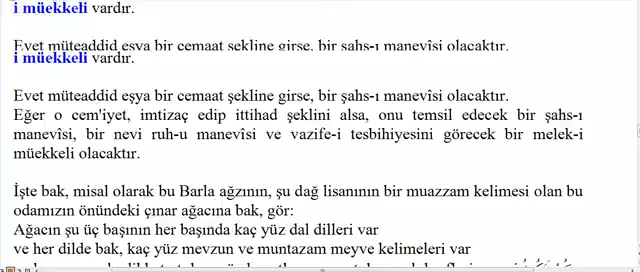 i müekkeli vardır.
Evet müteaddid eşya bir cemaat şekline girse, bir şahs-ı manevîsi olacaktır.
i müekkeli vardır.
Evet müteaddid eşya bir cemaat şekline girse, bir şahs-ı manevîsi olacaktır.
Eğer o cem'iyet, imtizaç edip ittihad şeklini alsa, onu temsil edecek bir şahs-ı
manevîsi, bir nevi ruh-u manevîsi ve vazife-i tesbihiyesini görecek bir melek-i
müekkeli olacaktır.
İşte bak, misal olarak bu Barla ağzının, şu dağ lisanının bir muazzam kelimesi olan bu
odamızın önündeki çınar ağacına bak, gör:
Ağacın şu üç başının her başında kaç yüz dal dilleri var
ve her dilde bak, kaç yüz mevzun ve muntazam meyve kelimeleri var